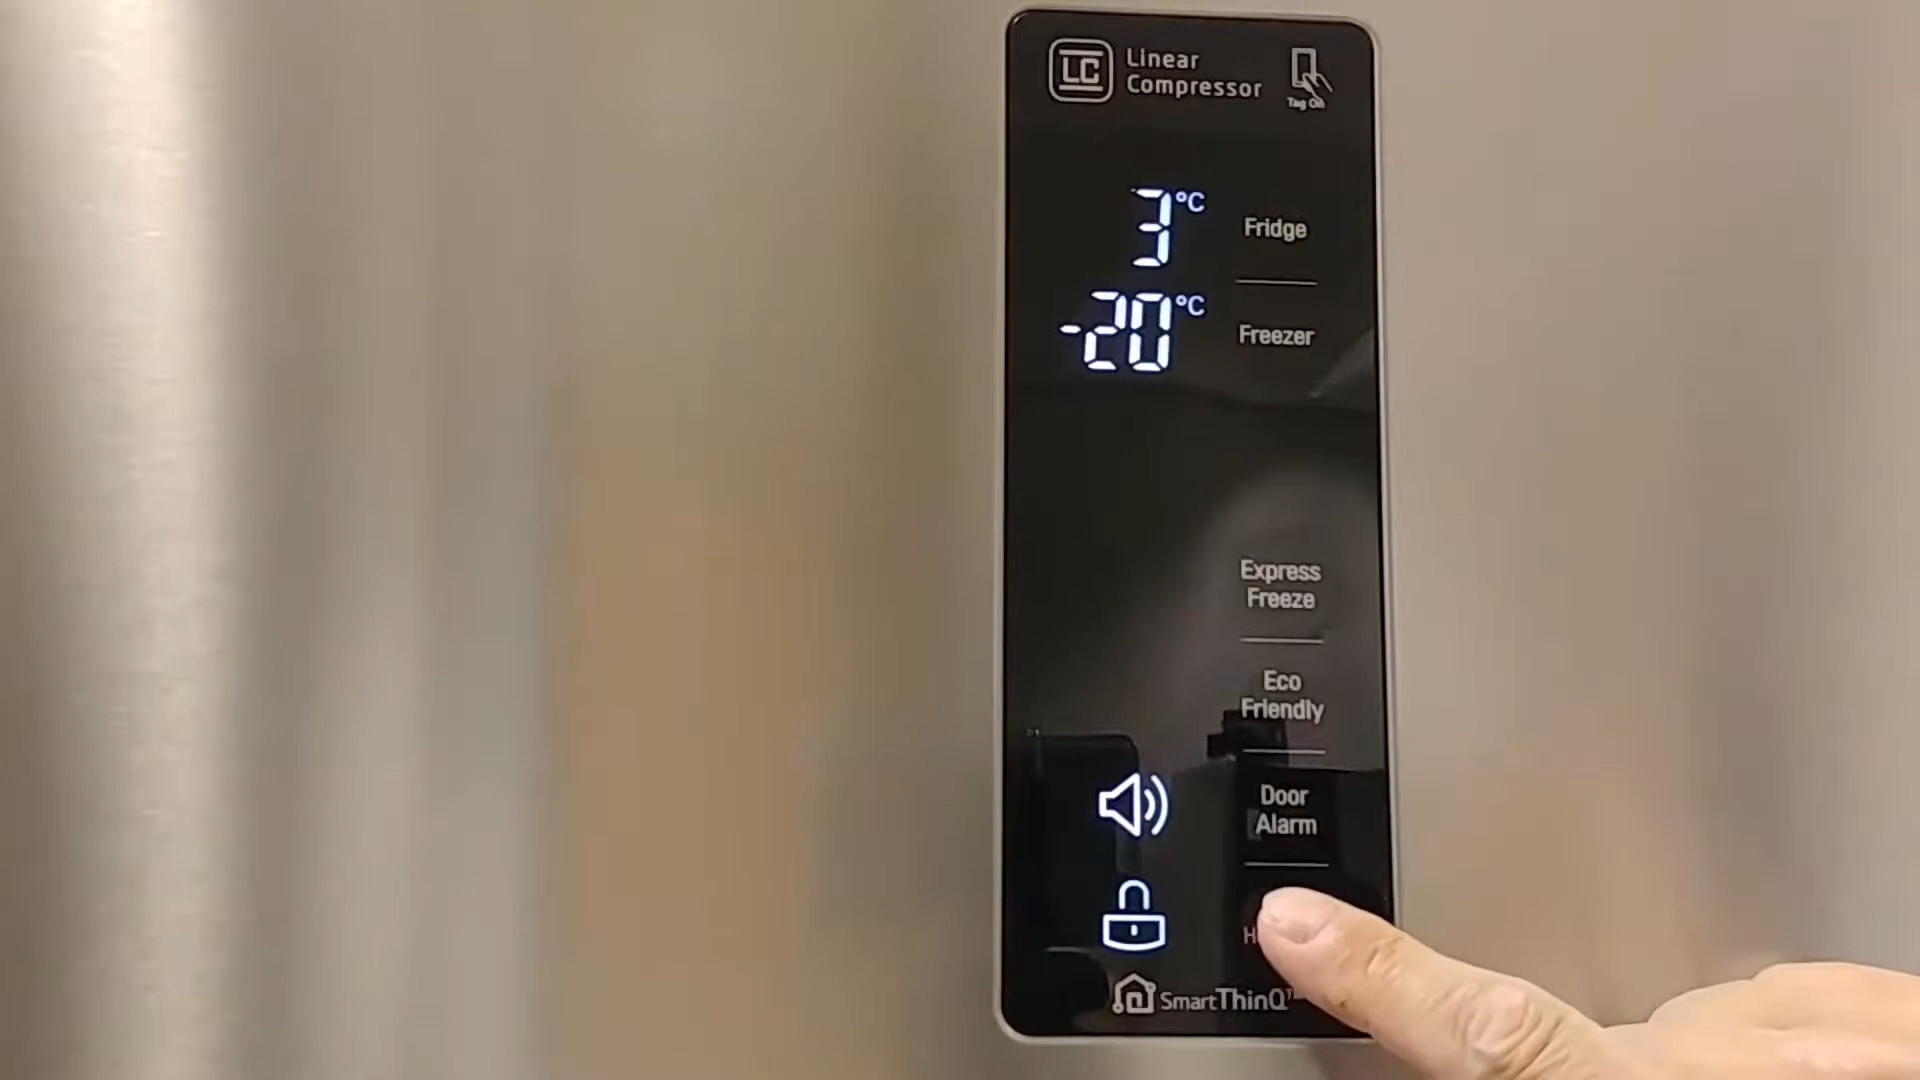 LC Linear
Compressor
Tag On
3 °C Fridge
-20 °C Freezer
Express
Freeze
Eco
Friendly
Door
Alarm
SmartThinQ